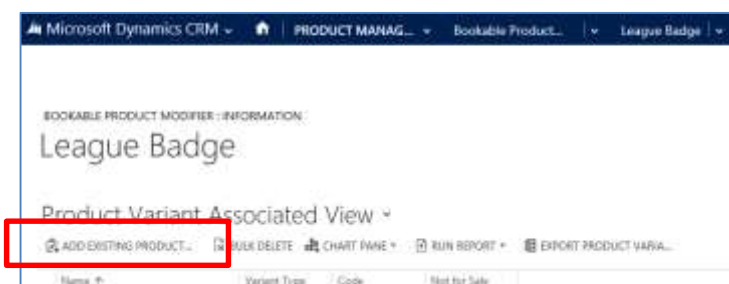 Microsoft Dynamics CRM PRODUCT MANAG... Bookable Product... League Badge
BOOKABLE PRODUCT MODIFIER : INFORMATION
League Badge
Product Variant Associated View
ADD EXISTING PRODUCT... BULK DELETE CHART PANE RUN REPORT EXPORT PRODUCT VARIA...
Name Variant Type Code Not for Sale